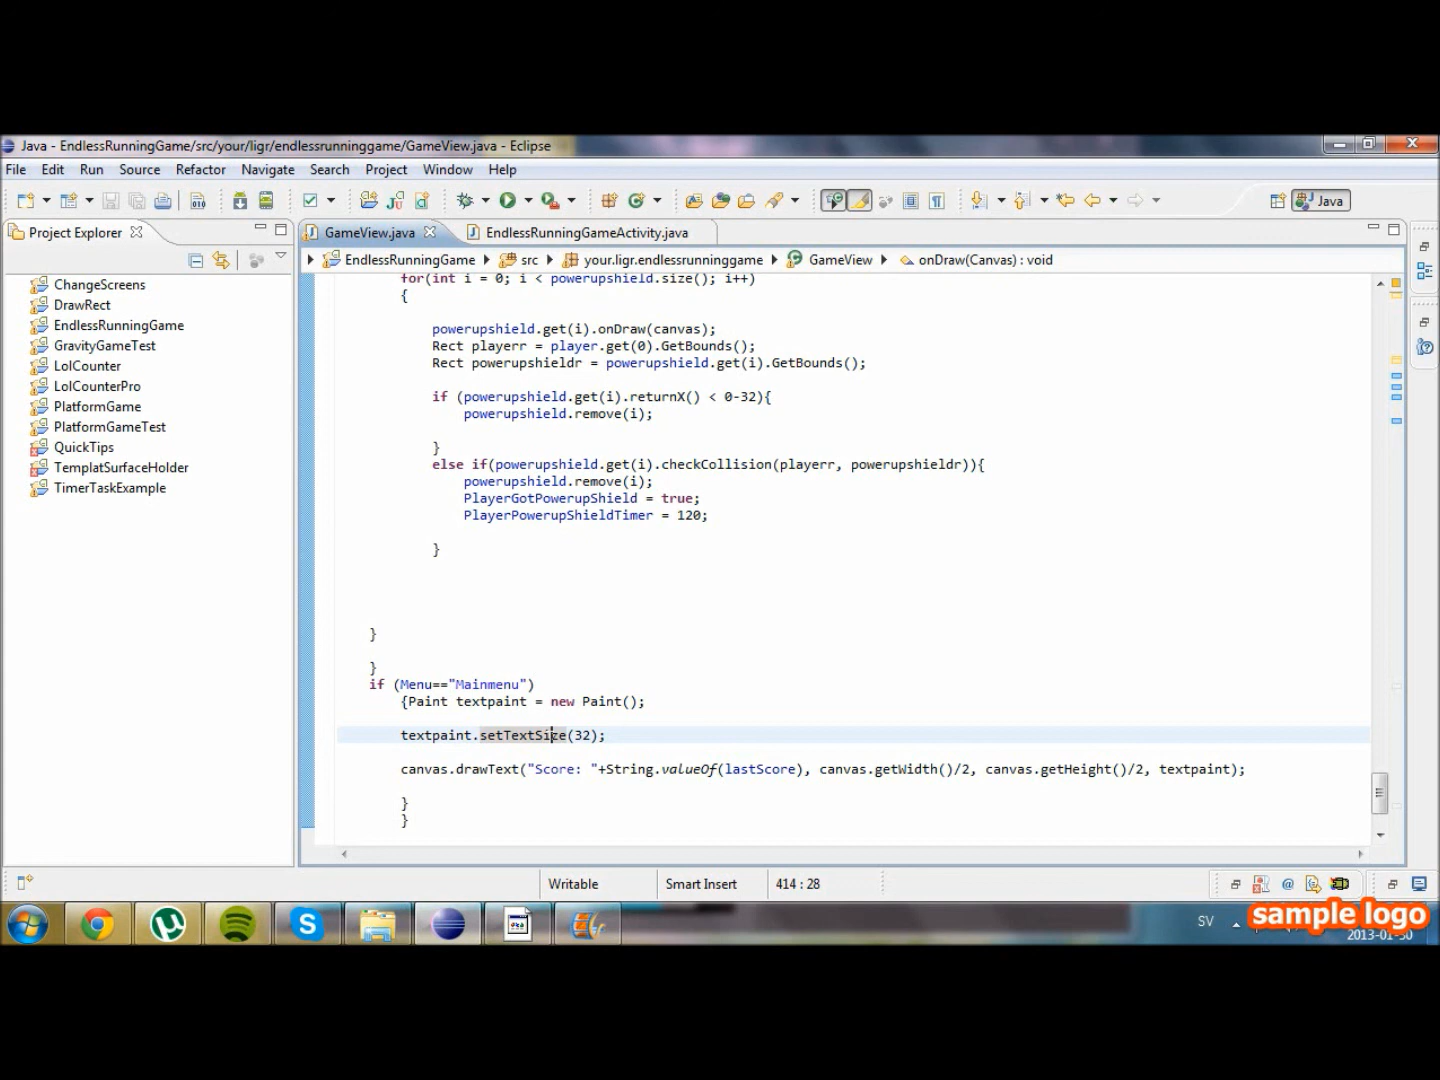 Java - EndlessRunningGame/src/your/ligr/endlessrunninggame/GameView.java - Eclipse
File Edit Run Source Refactor Navigate Search Project Refactor Window Help
Java
Project Explorer
GameView.java
EndlessRunningGameActivity.java
EndlessRunningGame src your.ligr.endlessrunninggame GameView onDraw(Canvas) : void
ChangeScreens
DrawRect
EndlessRunningGame
GravityGameTest
LolCounter
LolCounterPro
PlatformGame
PlatformGameTest
QuickTips
TemplatSurfaceHolder
TimerTaskExample
for(int i = 0; i < powerupshield.size(); i++)
{
powerupshield.get(i).onDraw(canvas);
Rect playerr = player.get(0).GetBounds();
Rect powerupshieldr = powerupshield.get(i).GetBounds();
if (powerupshield.get(i).returnX() < 0-32){
powerupshield.remove(i);
}
else if(powerupshield.get(i).checkCollision(playerr, powerupshieldr)){
powerupshield.remove(i);
PlayerGotPowerupShield = true;
PlayerPowerupShieldTimer = 120;
}
}
}
if (Menu=="Mainmenu")
{Paint textpaint = new Paint();
textpaint.setTextSize(32);
canvas.drawText("Score: "+String.valueOf(lastScore), canvas.getWidth()/2, canvas.getHeight()/2, textpaint);
}
}
Writable Smart Insert 414 : 28
SV
sample logo
2013-01-30